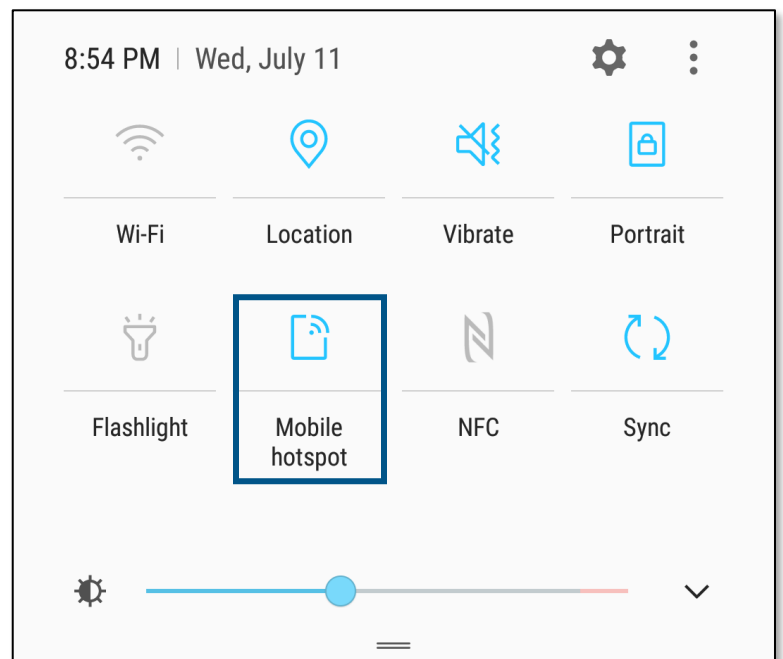 8:54 PM | Wed, July 11
Wi-Fi
Location
Vibrate
Portrait
Flashlight
Mobile
hotspot
NFC
Sync